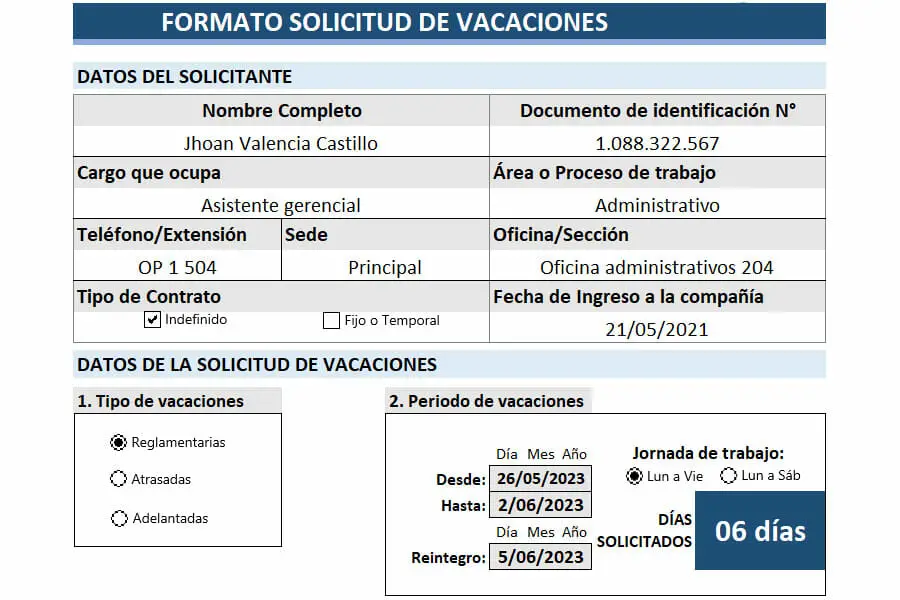 FORMATO SOLICITUD DE VACACIONES
DATOS DEL SOLICITANTE
Nombre Completo Documento de identificación N°
Jhoan Valencia Castillo 1.088.322.567
Cargo que ocupa Área o Proceso de trabajo
Asistente gerencial Administrativo
Teléfono/Extensión Sede Oficina/Sección
OP 1 504 Principal Oficina administrativos 204
Tipo de Contrato Fecha de Ingreso a la compañía
Indefinido Fijo o Temporal
21/05/2021
DATOS DE LA SOLICITUD DE VACACIONES
1. Tipo de vacaciones
Reglamentarias
Atrasadas
Adelantadas
2. Periodo de vacaciones
Día Mes Año
Desde: 26/05/2023
Hasta: 2/06/2023
Día Mes Año
Reintegro: 5/06/2023
Jornada de trabajo:
Lun a Vie Lun a Sáb
DÍAS
SOLICITADOS
06 días